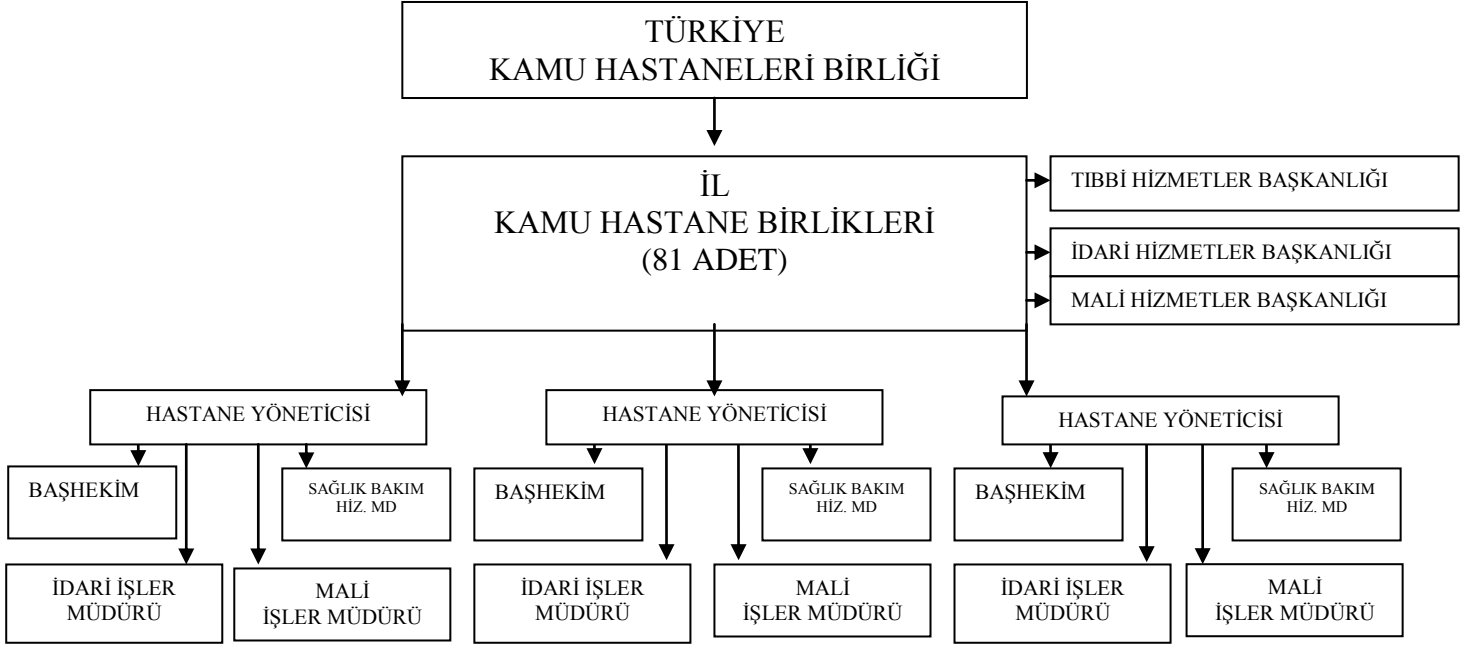 TÜRKİYE
KAMU HASTANELERİ BİRLİĞİ
İL
KAMU HASTANE BİRLİKLERİ
(81 ADET)
TIBBİ HİZMETLER BAŞKANLIĞI
İDARİ HİZMETLER BAŞKANLIĞI
MALİ HİZMETLER BAŞKANLIĞI
HASTANE YÖNETİCİSİ
BAŞHEKİM
SAĞLIK BAKIM
HİZ. MD
İDARİ İŞLER
MÜDÜRÜ
MALİ
İŞLER MÜDÜRÜ
HASTANE YÖNETİCİSİ
BAŞHEKİM
SAĞLIK BAKIM
HİZ. MD
İDARİ İŞLER
MÜDÜRÜ
MALİ
İŞLER MÜDÜRÜ
HASTANE YÖNETİCİSİ
BAŞHEKİM
SAĞLIK BAKIM
HİZ. MD
İDARİ İŞLER
MÜDÜRÜ
MALİ
İŞLER MÜDÜRÜ